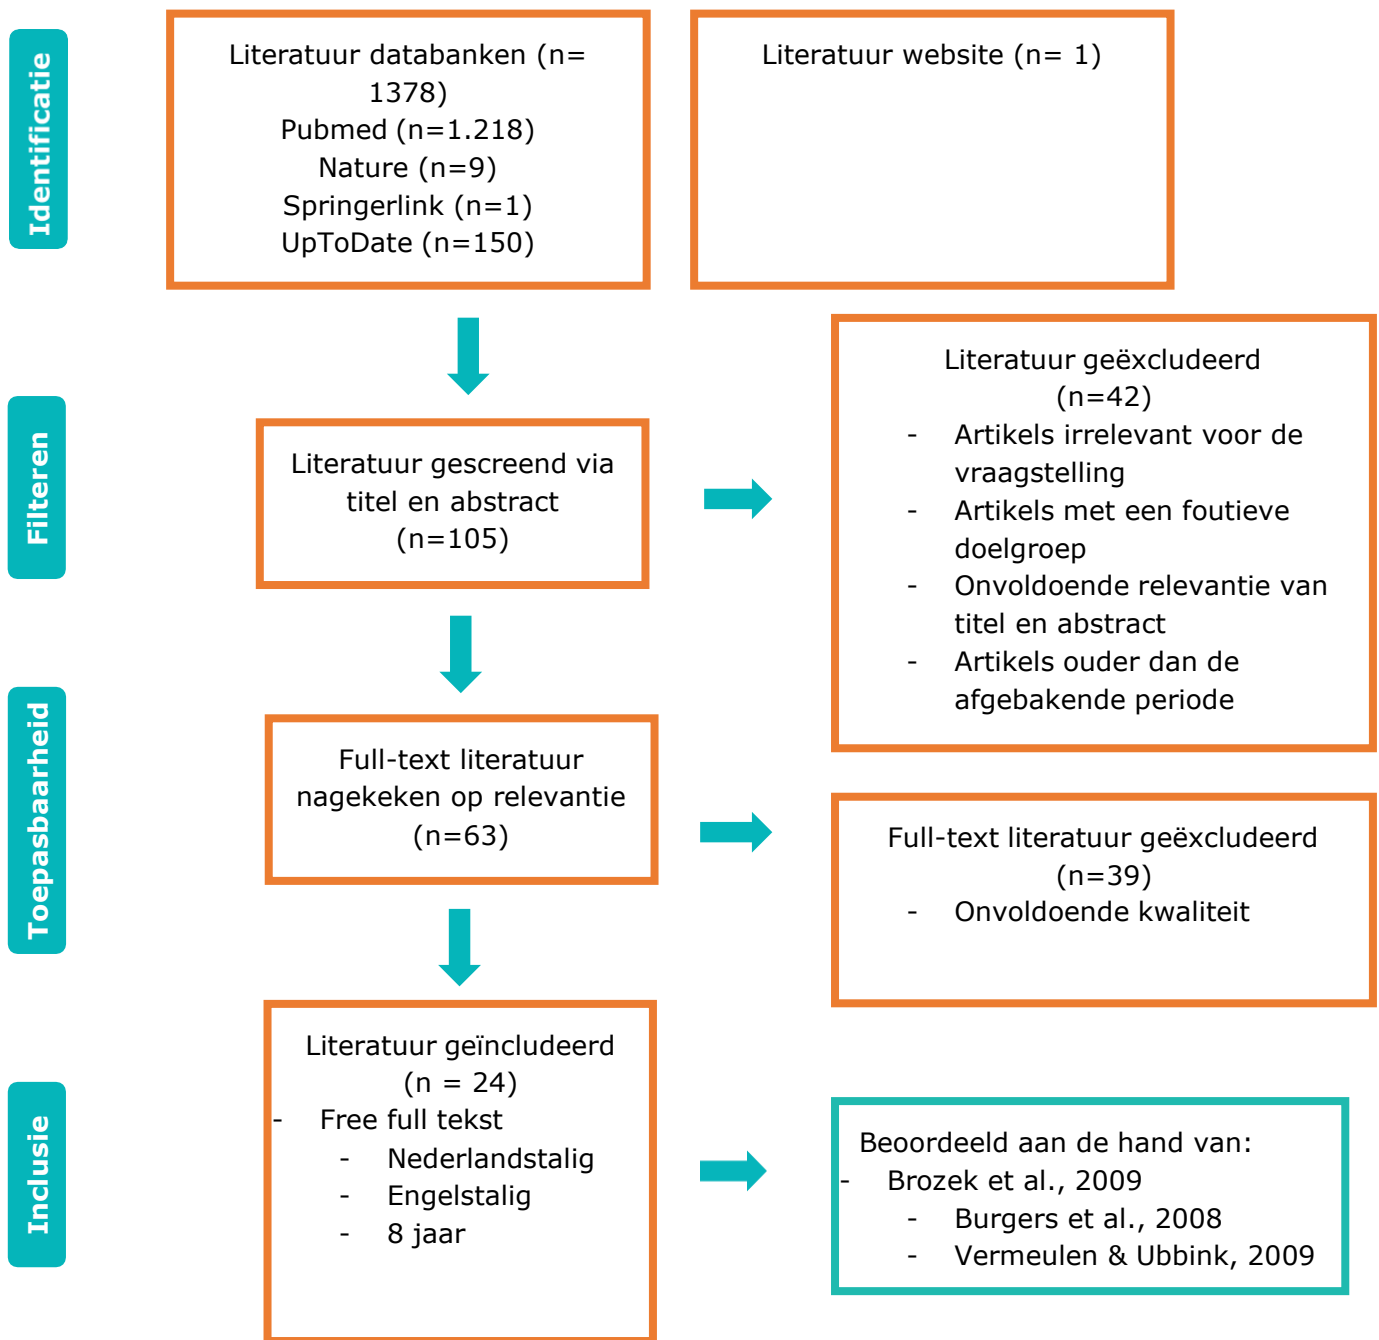 Identificatie
Literatuur databanken (n=
1378)
Pubmed (n=1.218)
Nature (n=9)
Springerlink (n=1)
UpToDate (n=150)
Literatuur website (n= 1)
Filteren
Literatuur gescreend via
titel en abstract
(n=105)
Literatuur geëxcludeerd
(n=42)
- Artikels irrelevant voor de
vraagstelling
- Artikels met een foutieve
doelgroep
- Onvoldoende relevantie van
titel en abstract
- Artikels ouder dan de
afgebakende periode
Toepasbaarheid
Full-text literatuur
nagekeken op relevantie
(n=63)
Full-text literatuur geëxcludeerd
(n=39)
- Onvoldoende kwaliteit
Inclusie
Literatuur geïncludeerd
(n = 24)
- Free full tekst
- Nederlandstalig
- Engelstalig
- 8 jaar
Beoordeeld aan de hand van:
- Brozek et al., 2009
- Burgers et al., 2008
- Vermeulen & Ubbink, 2009